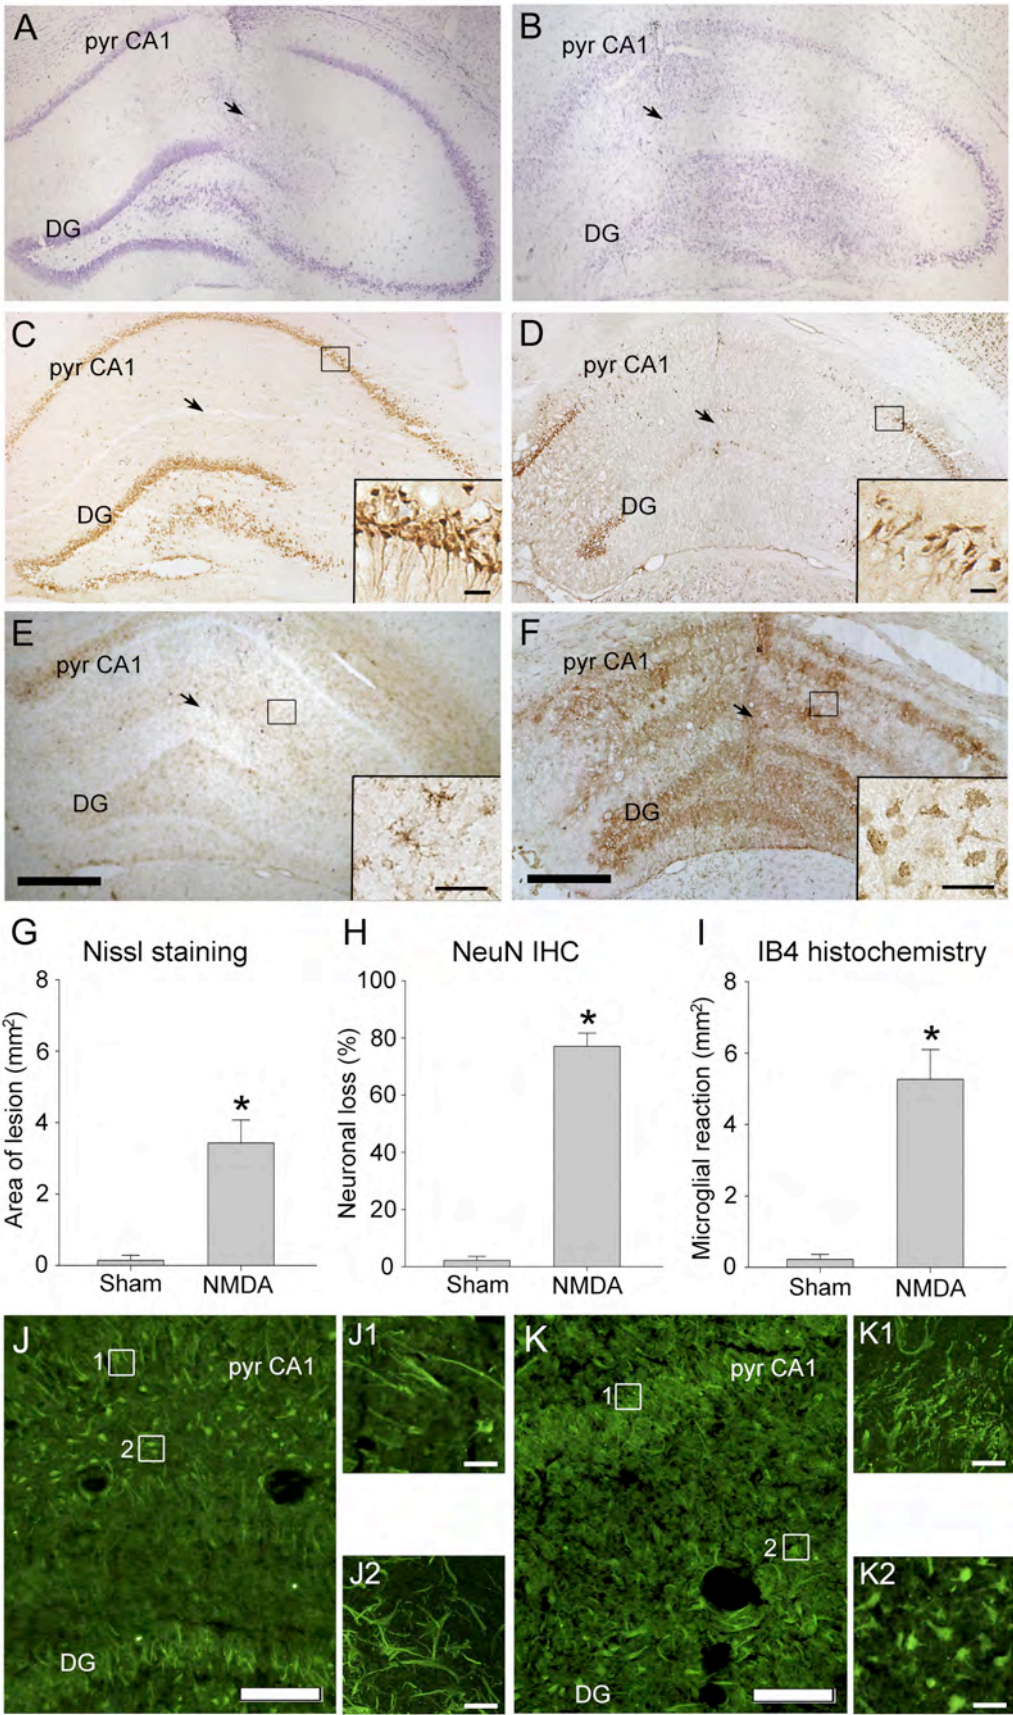 A
pyr CA1
DG
B
pyr CA1
DG
C
pyr CA1
DG
D
pyr CA1
DG
E
pyr CA1
DG
F
pyr CA1
DG
G
Nissl staining
Area of lesion (mm²)
8
6
4
2
0
*
Sham
NMDA
H
NeuN IHC
Neuronal loss (%)
100
80
60
40
20
0
*
Sham
NMDA
I
IB4 histochemistry
Microglial reaction (mm²)
8
6
4
2
0
*
Sham
NMDA
J
1
pyr CA1
2
DG
J1
J2
K
pyr CA1
1
2
DG
K1
K2